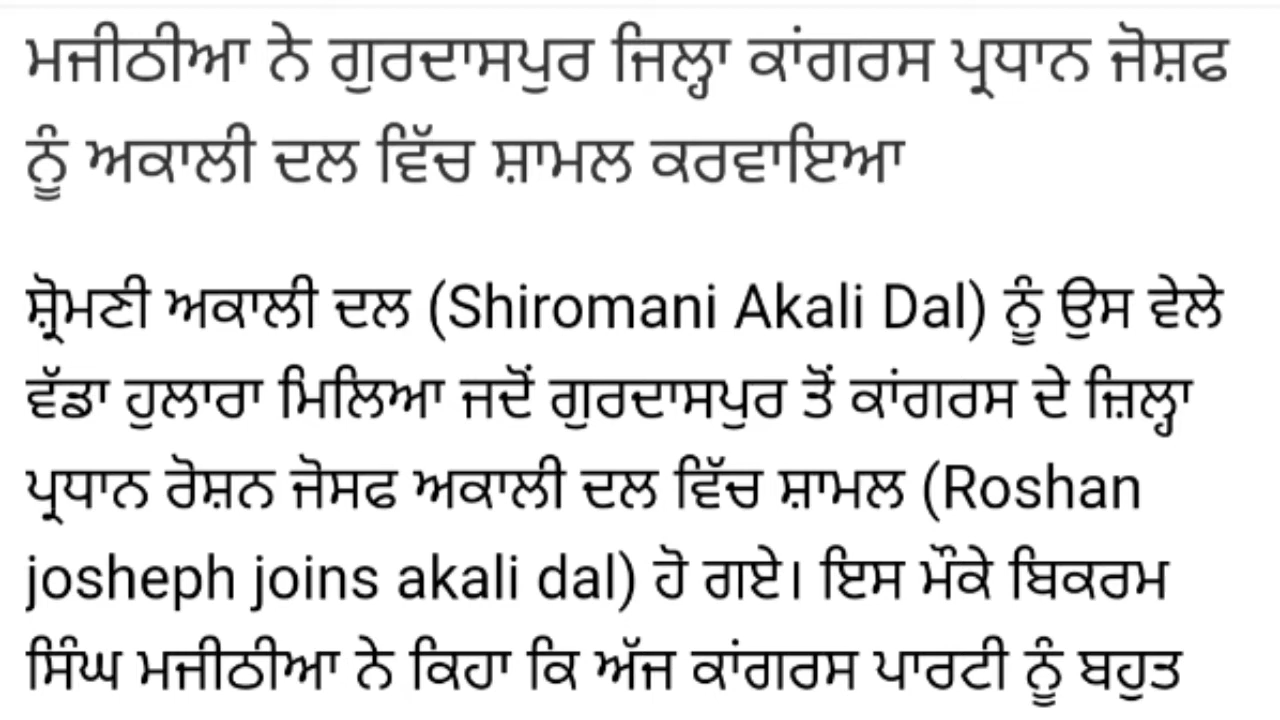 ਮਜੀਠੀਆ ਨੇ ਗੁਰਦਾਸਪੁਰ ਜਿਲ੍ਹਾ ਕਾਂਗਰਸ ਪ੍ਰਧਾਨ ਜੋਸ਼ਫ
ਨੂੰ ਅਕਾਲੀ ਦਲ ਵਿੱਚ ਸ਼ਾਮਲ ਕਰਵਾਇਆ
ਸ਼੍ਰੋਮਣੀ ਅਕਾਲੀ ਦਲ (Shiromani Akali Dal) ਨੂੰ ਉਸ ਵੇਲੇ
ਵੱਡਾ ਹੁਲਾਰਾ ਮਿਲਿਆ ਜਦੋਂ ਗੁਰਦਾਸਪੁਰ ਤੋਂ ਕਾਂਗਰਸ ਦੇ ਜ਼ਿਲ੍ਹਾ
ਪ੍ਰਧਾਨ ਰੋਸ਼ਨ ਜੋਸਫ ਅਕਾਲੀ ਦਲ ਵਿੱਚ ਸ਼ਾਮਲ (Roshan
josheph joins akali dal) ਹੋ ਗਏ। ਇਸ ਮੌਕੇ ਬਿਕਰਮ
ਸਿੰਘ ਮਜੀਠੀਆ ਨੇ ਕਿਹਾ ਕਿ ਅੱਜ ਕਾਂਗਰਸ ਪਾਰਟੀ ਨੂੰ ਬਹੁਤ